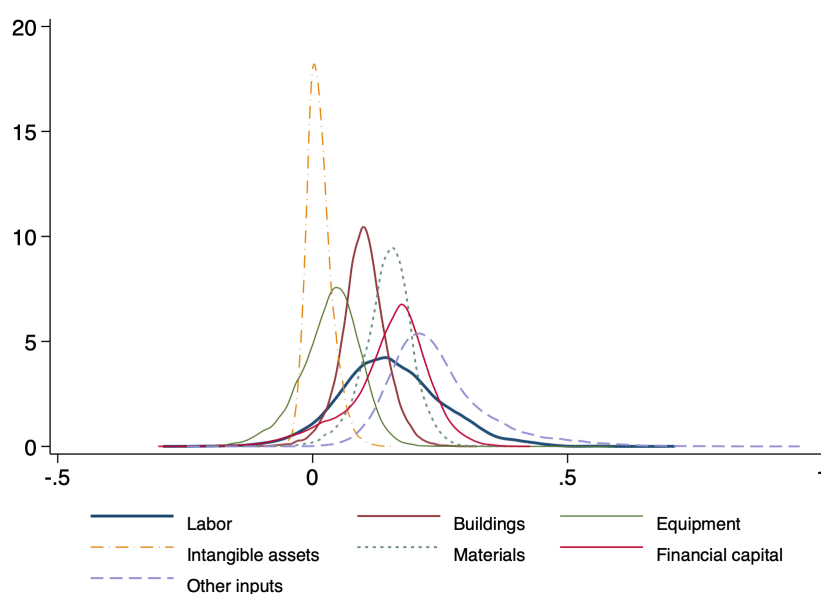 20
15
10
5
0
-.5 0 .5
Labor Buildings Equipment
Intangible assets Materials Financial capital
Other inputs